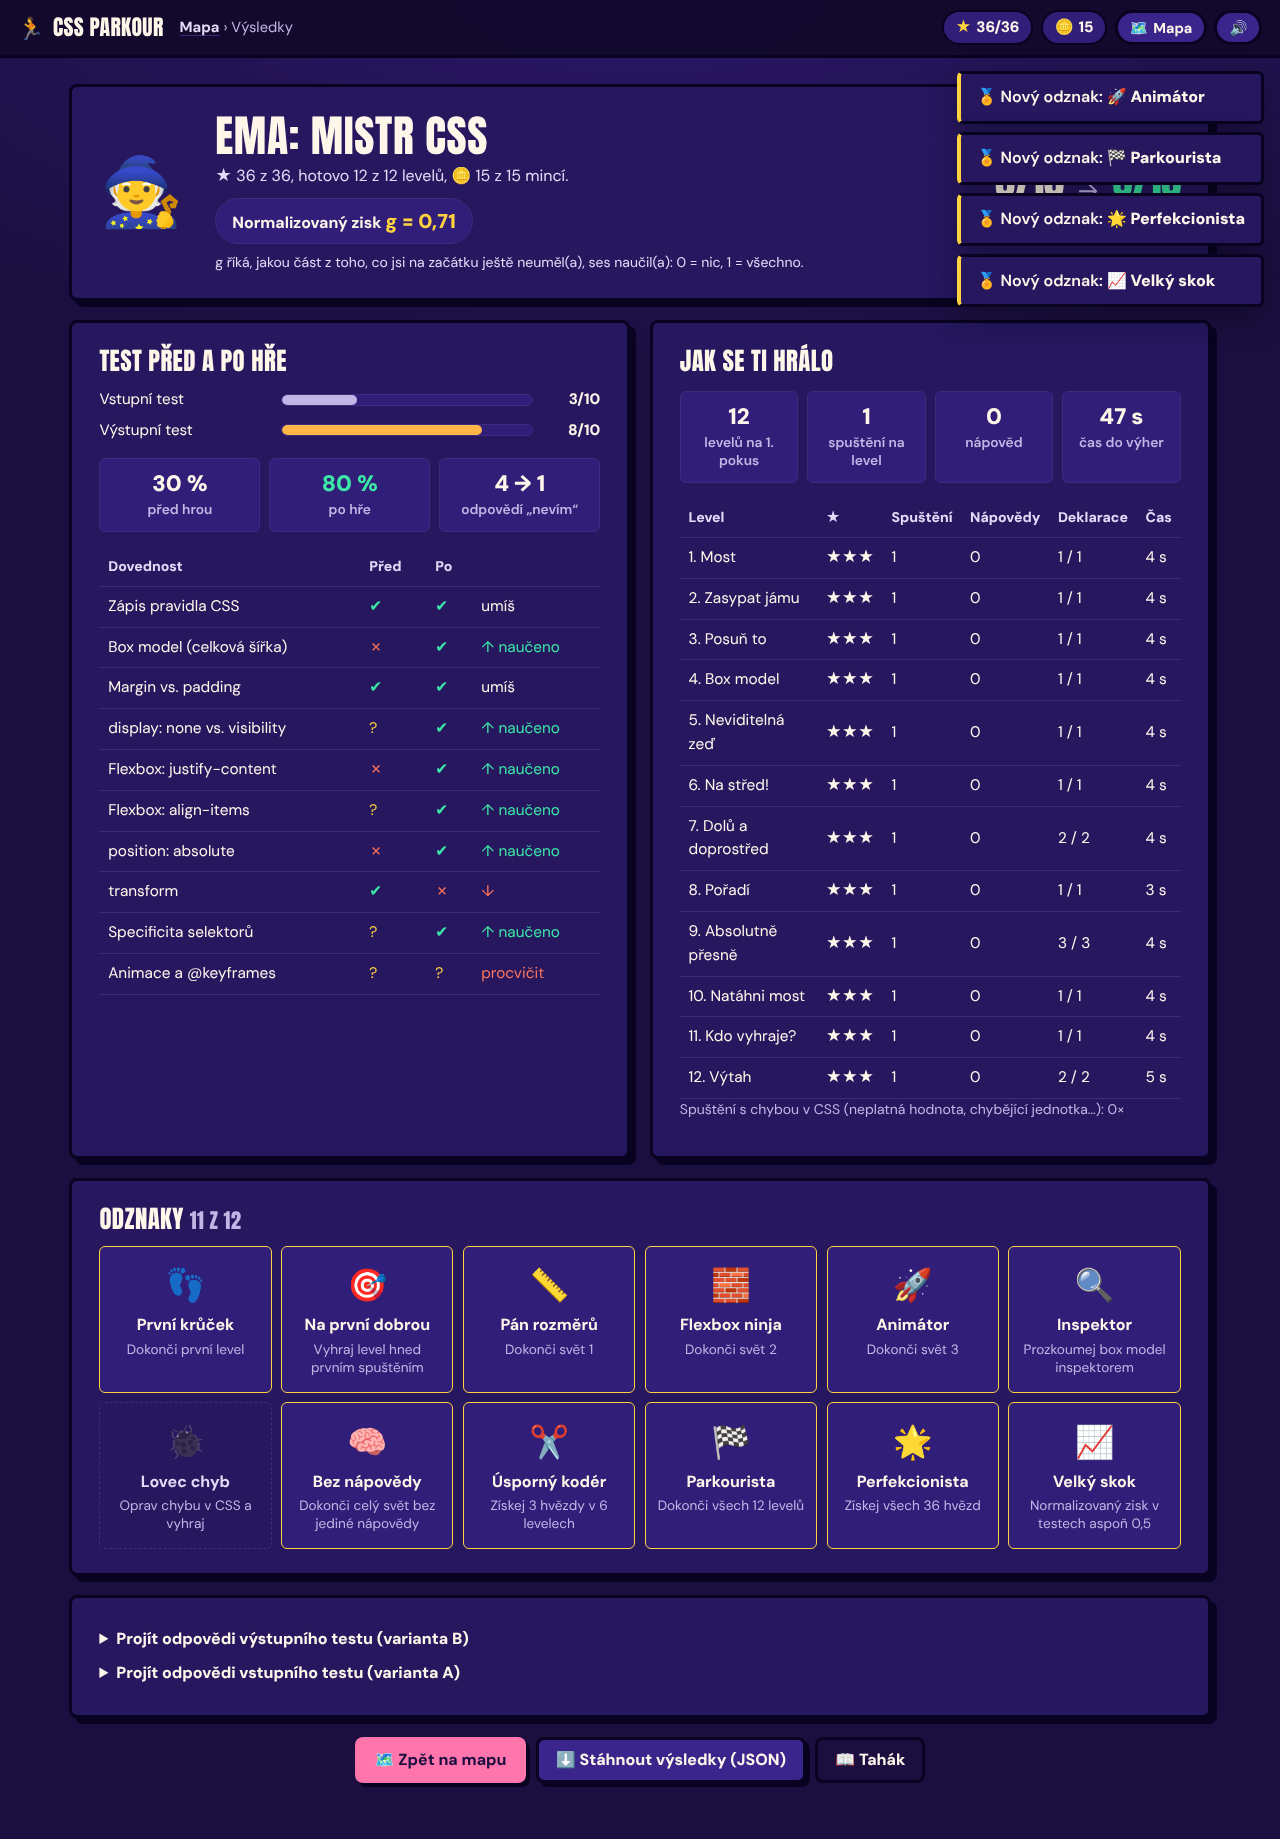 CSS PARKOUR Mapa › Výsledky ★ 36/36 15 Mapa
Nový odznak: Animátor
Nový odznak: Parkourista
Nový odznak: Perfekcionista
Nový odznak: Velký skok
EMA: MISTR CSS
★ 36 z 36, hotovo 12 z 12 levelů, 15 z 15 mincí.
Normalizovaný zisk g = 0,71
g říká, jakou část z toho, co jsi na začátku ještě neuměl(a), ses naučil(a): 0 = nic, 1 = všechno.
TEST PŘED A PO HŘE
Vstupní test 3/10
Výstupní test 8/10
30 % 80 % 4 → 1
před hrou po hře odpovědí „nevím“
Dovednost Před Po
Zápis pravidla CSS ✔ ✔ umíš
Box model (celková šířka) × ✔ ↑ naučeno
Margin vs. padding ✔ ✔ umíš
display: none vs. visibility ? ✔ ↑ naučeno
Flexbox: justify-content × ✔ ↑ naučeno
Flexbox: align-items ? ✔ ↑ naučeno
position: absolute × ✔ ↑ naučeno
transform ✔ × ↓
Specificita selektorů ? ✔ ↑ naučeno
Animace a @keyframes ? ? procvičit
JAK SE TI HRÁLO
12 1 0 47 s
levelů na 1. spuštění na nápověd čas do výher
pokus level
Level ★ Spuštění Nápovědy Deklarace Čas
1. Most ★★★ 1 0 1 / 1 4 s
2. Zasypat jámu ★★★ 1 0 1 / 1 4 s
3. Posuň to ★★★ 1 0 1 / 1 4 s
4. Box model ★★★ 1 0 1 / 1 4 s
5. Neviditelná
zeď ★★★ 1 0 1 / 1 4 s
6. Na střed! ★★★ 1 0 1 / 1 4 s
7. Dolů a
doprostřed ★★★ 1 0 2 / 2 4 s
8. Pořadí ★★★ 1 0 1 / 1 3 s
9. Absolutně
přesně ★★★ 1 0 3 / 3 4 s
10. Natáhni most ★★★ 1 0 1 / 1 4 s
11. Kdo vyhraje? ★★★ 1 0 1 / 1 4 s
12. Výtah ★★★ 1 0 2 / 2 5 s
Spuštění s chybou v CSS (neplatná hodnota, chybějící jednotka…): 0×
ODZNAKY 11 Z 12
První krůček
Dokonči první level
Na první dobrou
Vyhraj level hned
prvním spuštěním
Pán rozměrů
Dokonči svět 1
Flexbox ninja
Dokonči svět 2
Animátor
Dokonči svět 3
Inspektor
Prozkoumej box model
inspektorem
Lovec chyb
Oprav chybu v CSS a
vyhraj
Bez nápovědy
Dokonči celý svět bez
jediné nápovědy
Úsporný kodér
Získej 3 hvězdy v 6
levelech
Parkourista
Dokonči všech 12 levelů
Perfekcionista
Získej všech 36 hvězd
Velký skok
Normalizovaný zisk v
testech aspoň 0,5
▶ Projít odpovědi výstupního testu (varianta B)
▶ Projít odpovědi vstupního testu (varianta A)
Zpět na mapu Stáhnout výsledky (JSON) Tahák